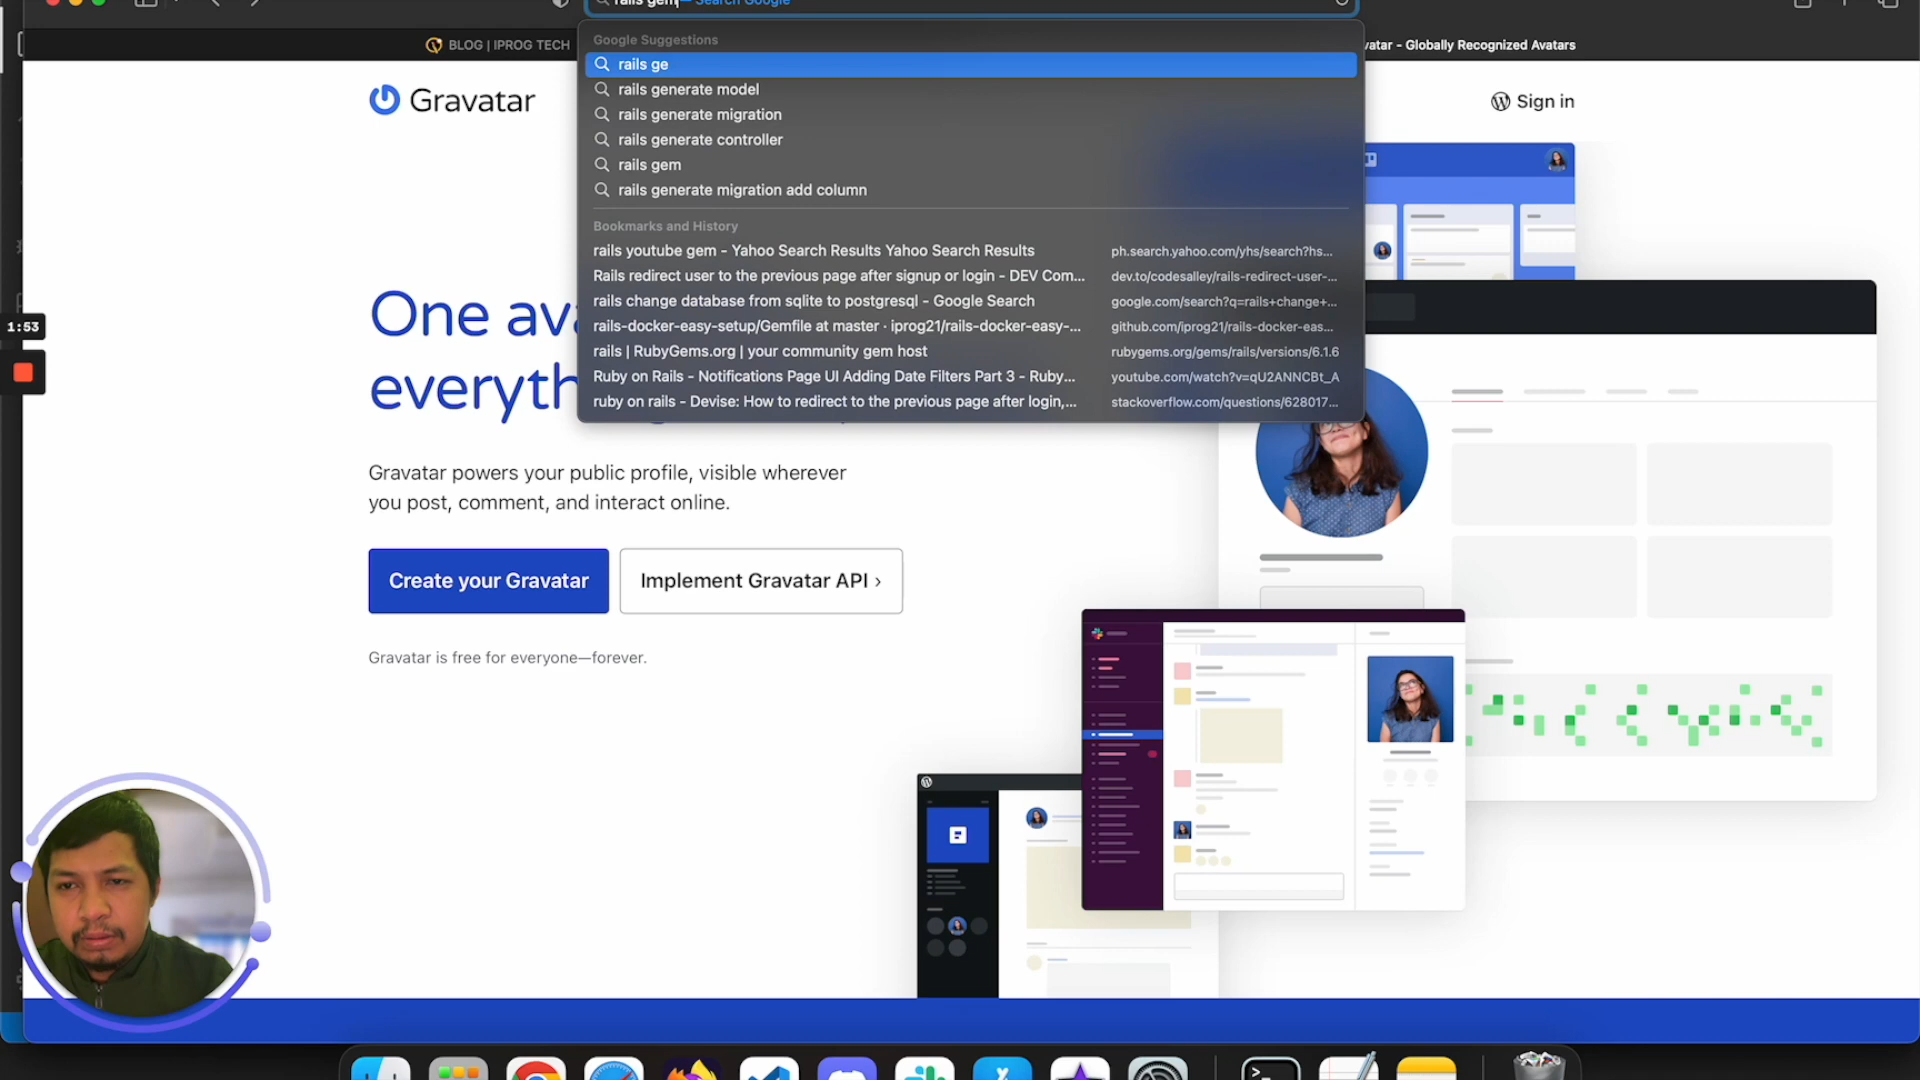 rails gem — Search Google
BLOG | IPROG TECH
vatar - Globally Recognized Avatars
Google Suggestions
rails ge
rails generate model
rails generate migration
rails generate controller
rails gem
rails generate migration add column
Bookmarks and History
rails youtube gem - Yahoo Search Results Yahoo Search Results ph.search.yahoo.com/yhs/search?hs...
Rails redirect user to the previous page after signup or login - DEV Com... dev.to/codesalley/rails-redirect-user-...
rails change database from sqlite to postgresql - Google Search google.com/search?q=rails+change+...
rails-docker-easy-setup/Gemfile at master · iprog21/rails-docker-easy-... github.com/iprog21/rails-docker-eas...
rails | RubyGems.org | your community gem host rubygems.org/gems/rails/versions/6.1.6
Ruby on Rails - Notifications Page UI Adding Date Filters Part 3 - Ruby... youtube.com/watch?v=qU2ANNCBt_A
ruby on rails - Devise: How to redirect to the previous page after login,... stackoverflow.com/questions/628017...
Gravatar
Sign in
1:53
One ava
everyth
Gravatar powers your public profile, visible wherever
you post, comment, and interact online.
Create your Gravatar
Implement Gravatar API ›
Gravatar is free for everyone—forever.